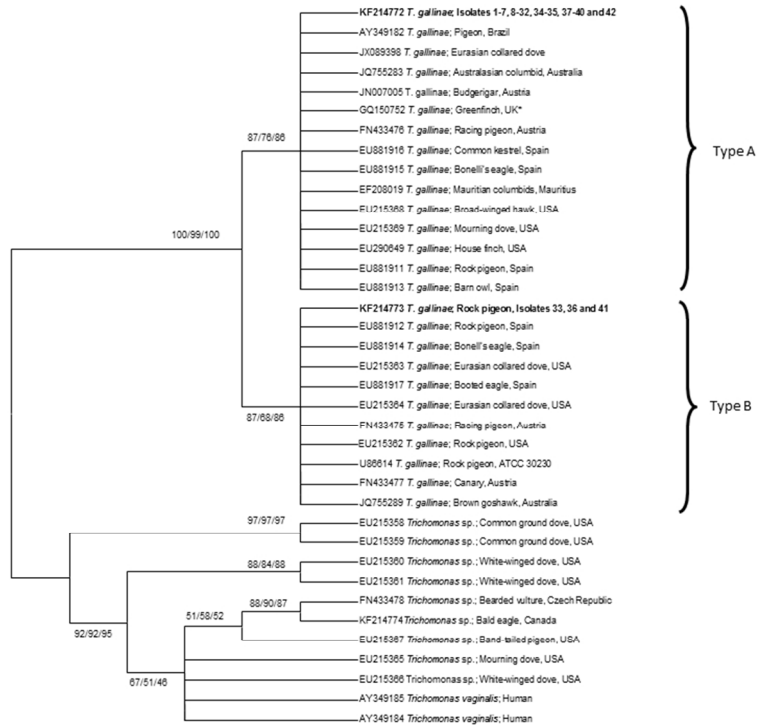 KF214772 T. gallinae; Isolates 1-7, 8-32, 34-35, 37-40 and 42
AY349182 T. gallinae; Pigeon, Brazil
JX089398 T. gallinae; Eurasian collared dove
JQ755283 T. gallinae; Australasian columbid, Australia
JN007005 T. gallinae; Budgerigar, Austria
GQ150752 T. gallinae; Greenfinch, UK*
87/76/86
FN433476 T. gallinae; Racing pigeon, Austria
EU881916 T. gallinae; Common kestrel, Spain
Type A
EU881915 T. gallinae; Bonelli's eagle, Spain
EF208019 T. gallinae; Mauritian columbids, Mauritius
EU215368 T. gallinae; Broad-winged hawk, USA
EU215369 T. gallinae; Mourning dove, USA
100/99/100
EU290649 T. gallinae; House finch, USA
EU881911 T. gallinae; Rock pigeon, Spain
EU881913 T. gallinae; Barn owl, Spain
KF214773 T. gallinae; Rock pigeon, Isolates 33, 36 and 41
EU881912 T. gallinae; Rock pigeon, Spain
EU881914 T. gallinae; Bonell's eagle, Spain
EU215363 T. gallinae; Eurasian collared dove, USA
EU881917 T. gallinae; Booted eagle, Spain
EU215364 T. gallinae; Eurasian collared dove, USA
Type B
87/68/86
FN433475 T. gallinae; Racing pigeon, Austria
EU215362 T. gallinae; Rock pigeon, USA
U86614 T. gallinae; Rock pigeon, ATCC 30230
FN433477 T. gallinae; Canary, Austria
JQ755289 T. gallinae; Brown goshawk, Australia
97/97/97
EU215358 Trichomonas sp.; Common ground dove, USA
EU215359 Trichomonas sp.; Common ground dove, USA
88/84/88
EU215360 Trichomonas sp.; White-winged dove, USA
EU215361 Trichomonas sp.; White-winged dove, USA
88/90/87
FN433478 Trichomonas sp.; Bearded vulture, Czech Republic
51/58/52
KF214774 Trichomonas sp.; Bald eagle, Canada
92/92/95
EU215367 Trichomonas sp.; Band-tailed pigeon, USA
EU215365 Trichomonas sp.; Mourning dove, USA
67/51/46
EU215366 Trichomonas sp.; White-winged dove, USA
AY349185 Trichomonas vaginalis; Human
AY349184 Trichomonas vaginalis; Human